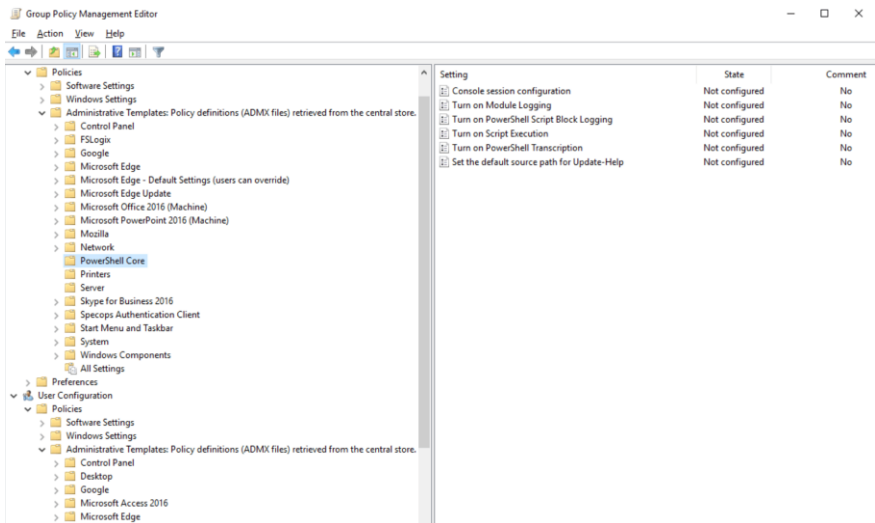 Group Policy Management Editor
File Action View Help
Policies
Software Settings
Windows Settings
Administrative Templates: Policy definitions (ADMX files) retrieved from the central store.
Control Panel
FSLogix
Google
Microsoft Edge
Microsoft Edge - Default Settings (users can override)
Microsoft Edge Update
Microsoft Office 2016 (Machine)
Microsoft PowerPoint 2016 (Machine)
Mozilla
Network
PowerShell Core
Printers
Server
Skype for Business 2016
Specops Authentication Client
Start Menu and Taskbar
System
Windows Components
All Settings
Preferences
User Configuration
Policies
Software Settings
Windows Settings
Administrative Templates: Policy definitions (ADMX files) retrieved from the central store.
Control Panel
Desktop
Google
Microsoft Access 2016
Microsoft Edge
Setting State Comment
Console session configuration Not configured No
Turn on Module Logging Not configured No
Turn on PowerShell Script Block Logging Not configured No
Turn on Script Execution Not configured No
Turn on PowerShell Transcription Not configured No
Set the default source path for Update-Help Not configured No